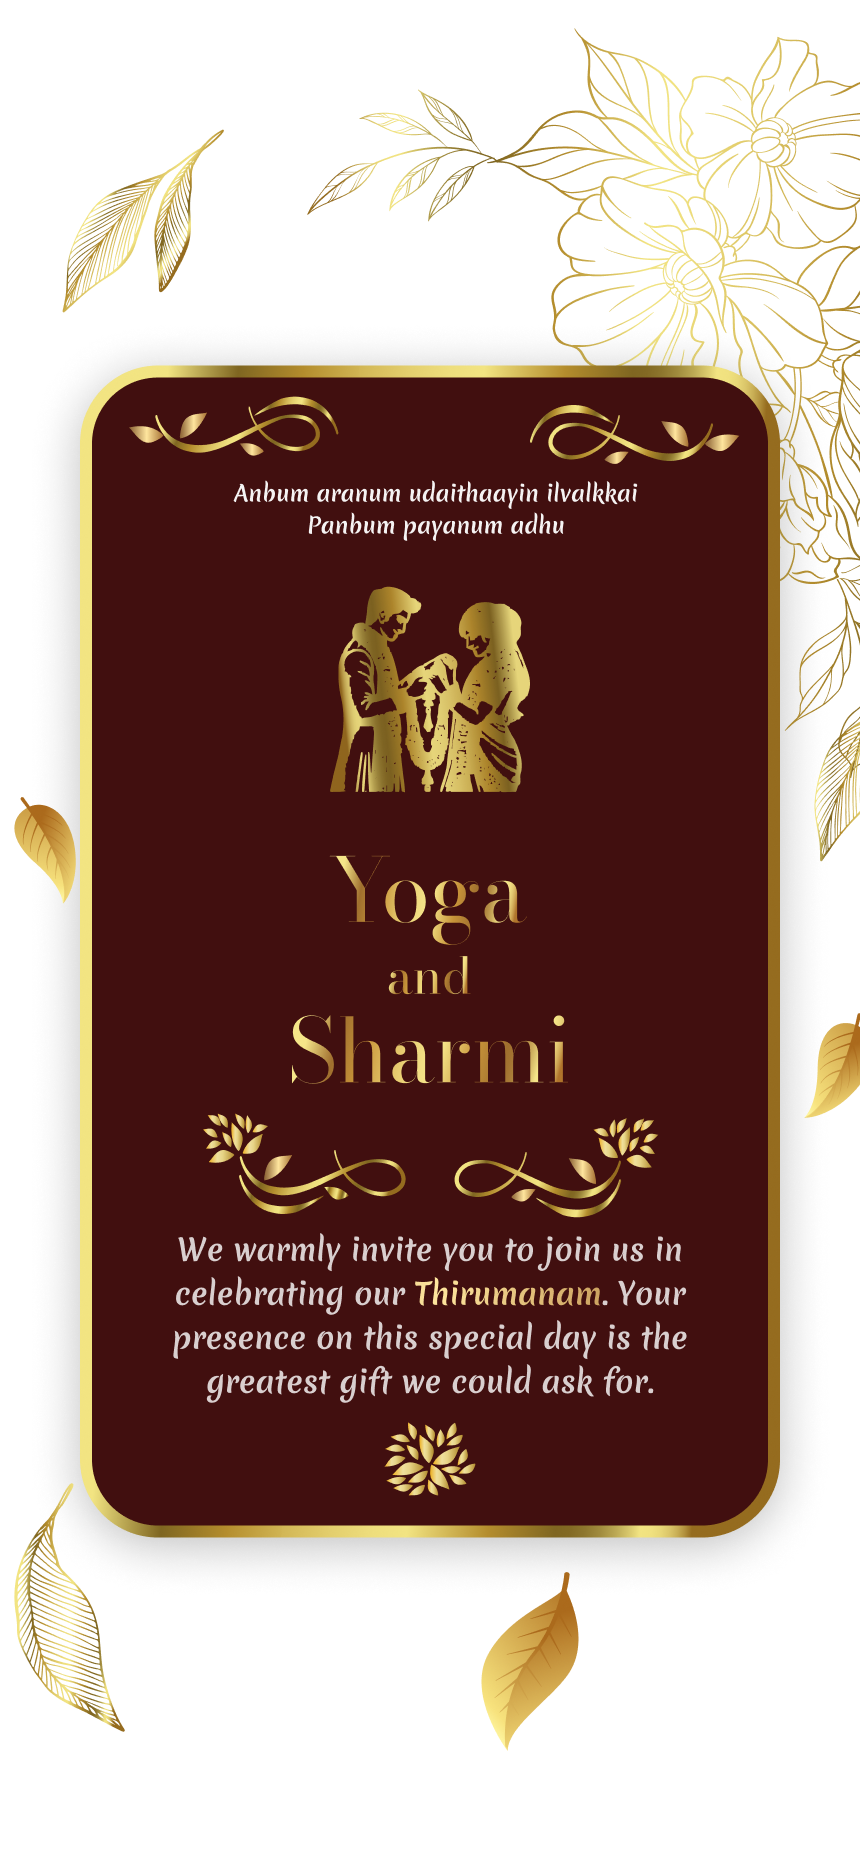 Anbum aranum udaithaayin ilvalkkai
Panbum payanum adhu
Yoga
and
Sharmi
We warmly invite you to join us in
celebrating our Thirumanam. Your
presence on this special day is the
greatest gift we could ask for.